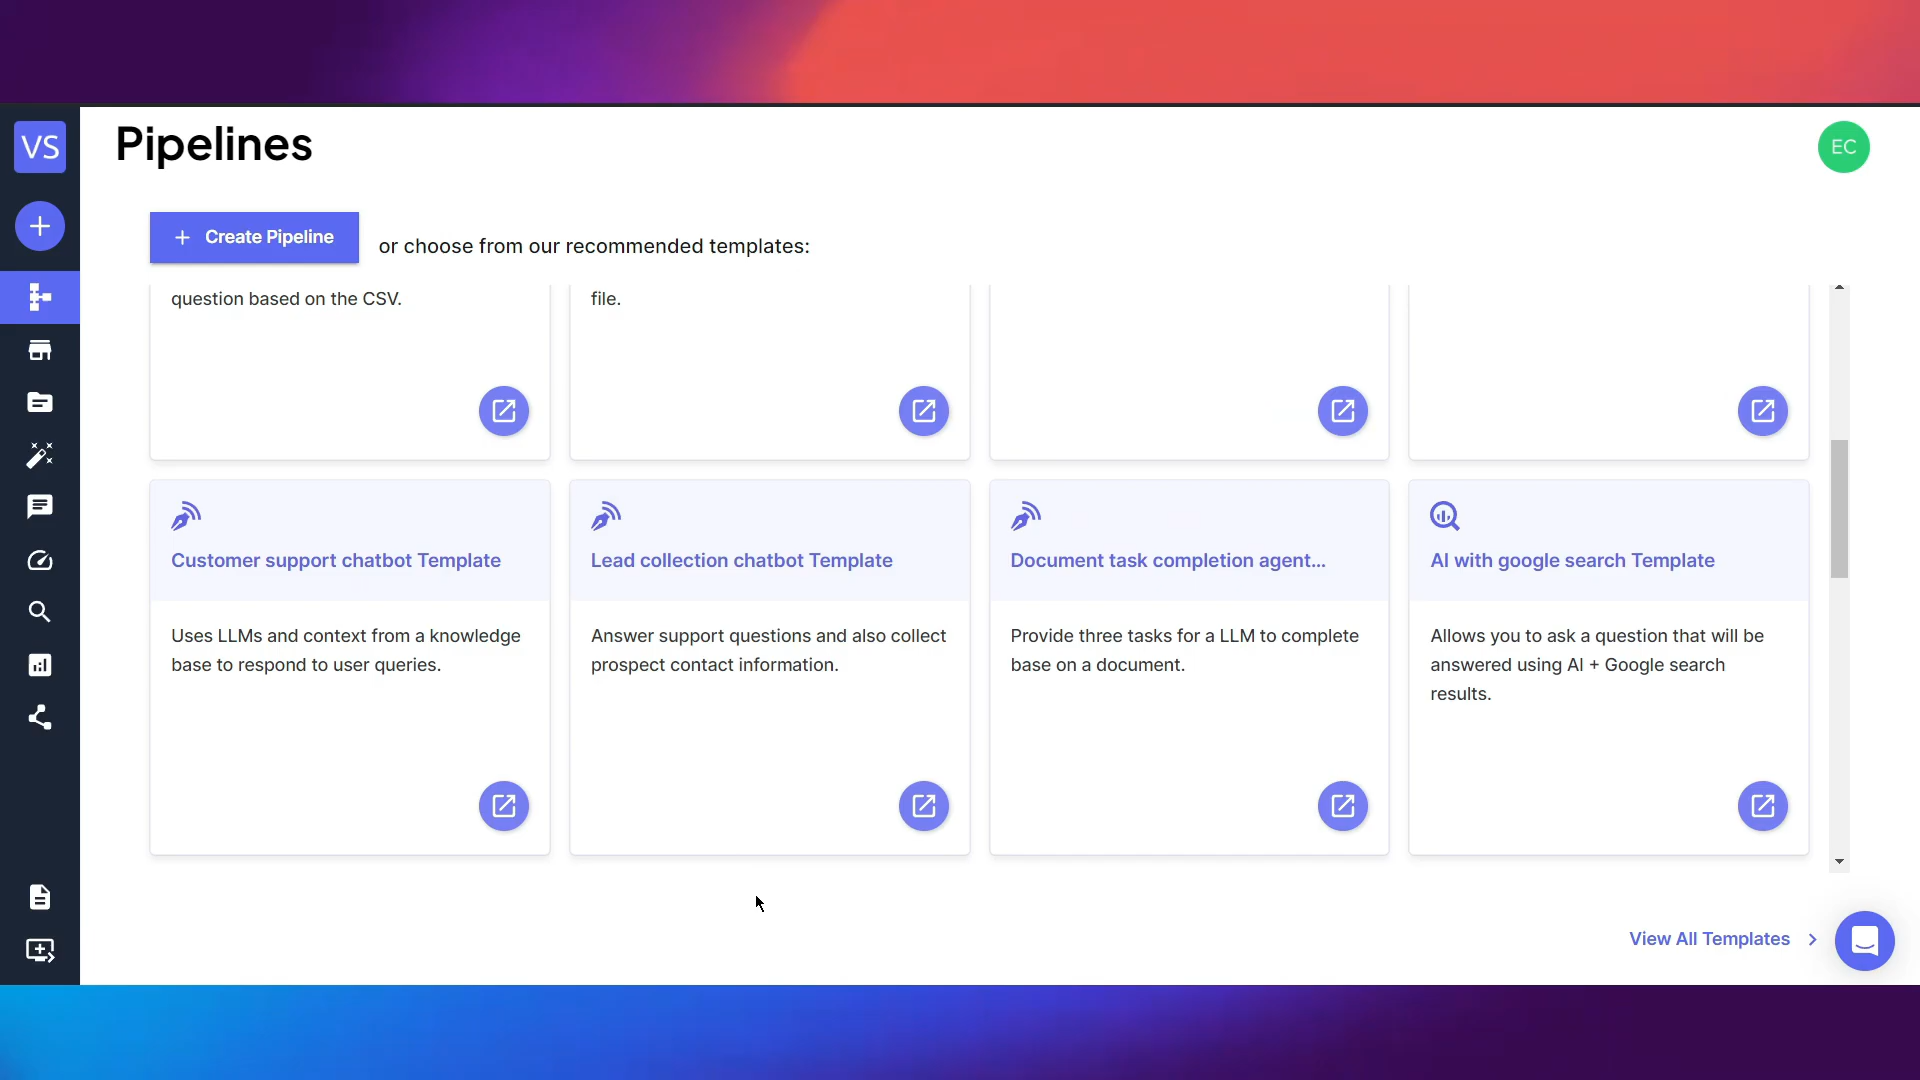 VS
Pipelines
EC
+ Create Pipeline
or choose from our recommended templates:
question based on the CSV.
file.
Customer support chatbot Template
Uses LLMs and context from a knowledge
base to respond to user queries.
Lead collection chatbot Template
Answer support questions and also collect
prospect contact information.
Document task completion agent...
Provide three tasks for a LLM to complete
base on a document.
AI with google search Template
Allows you to ask a question that will be
answered using AI + Google search
results.
View All Templates